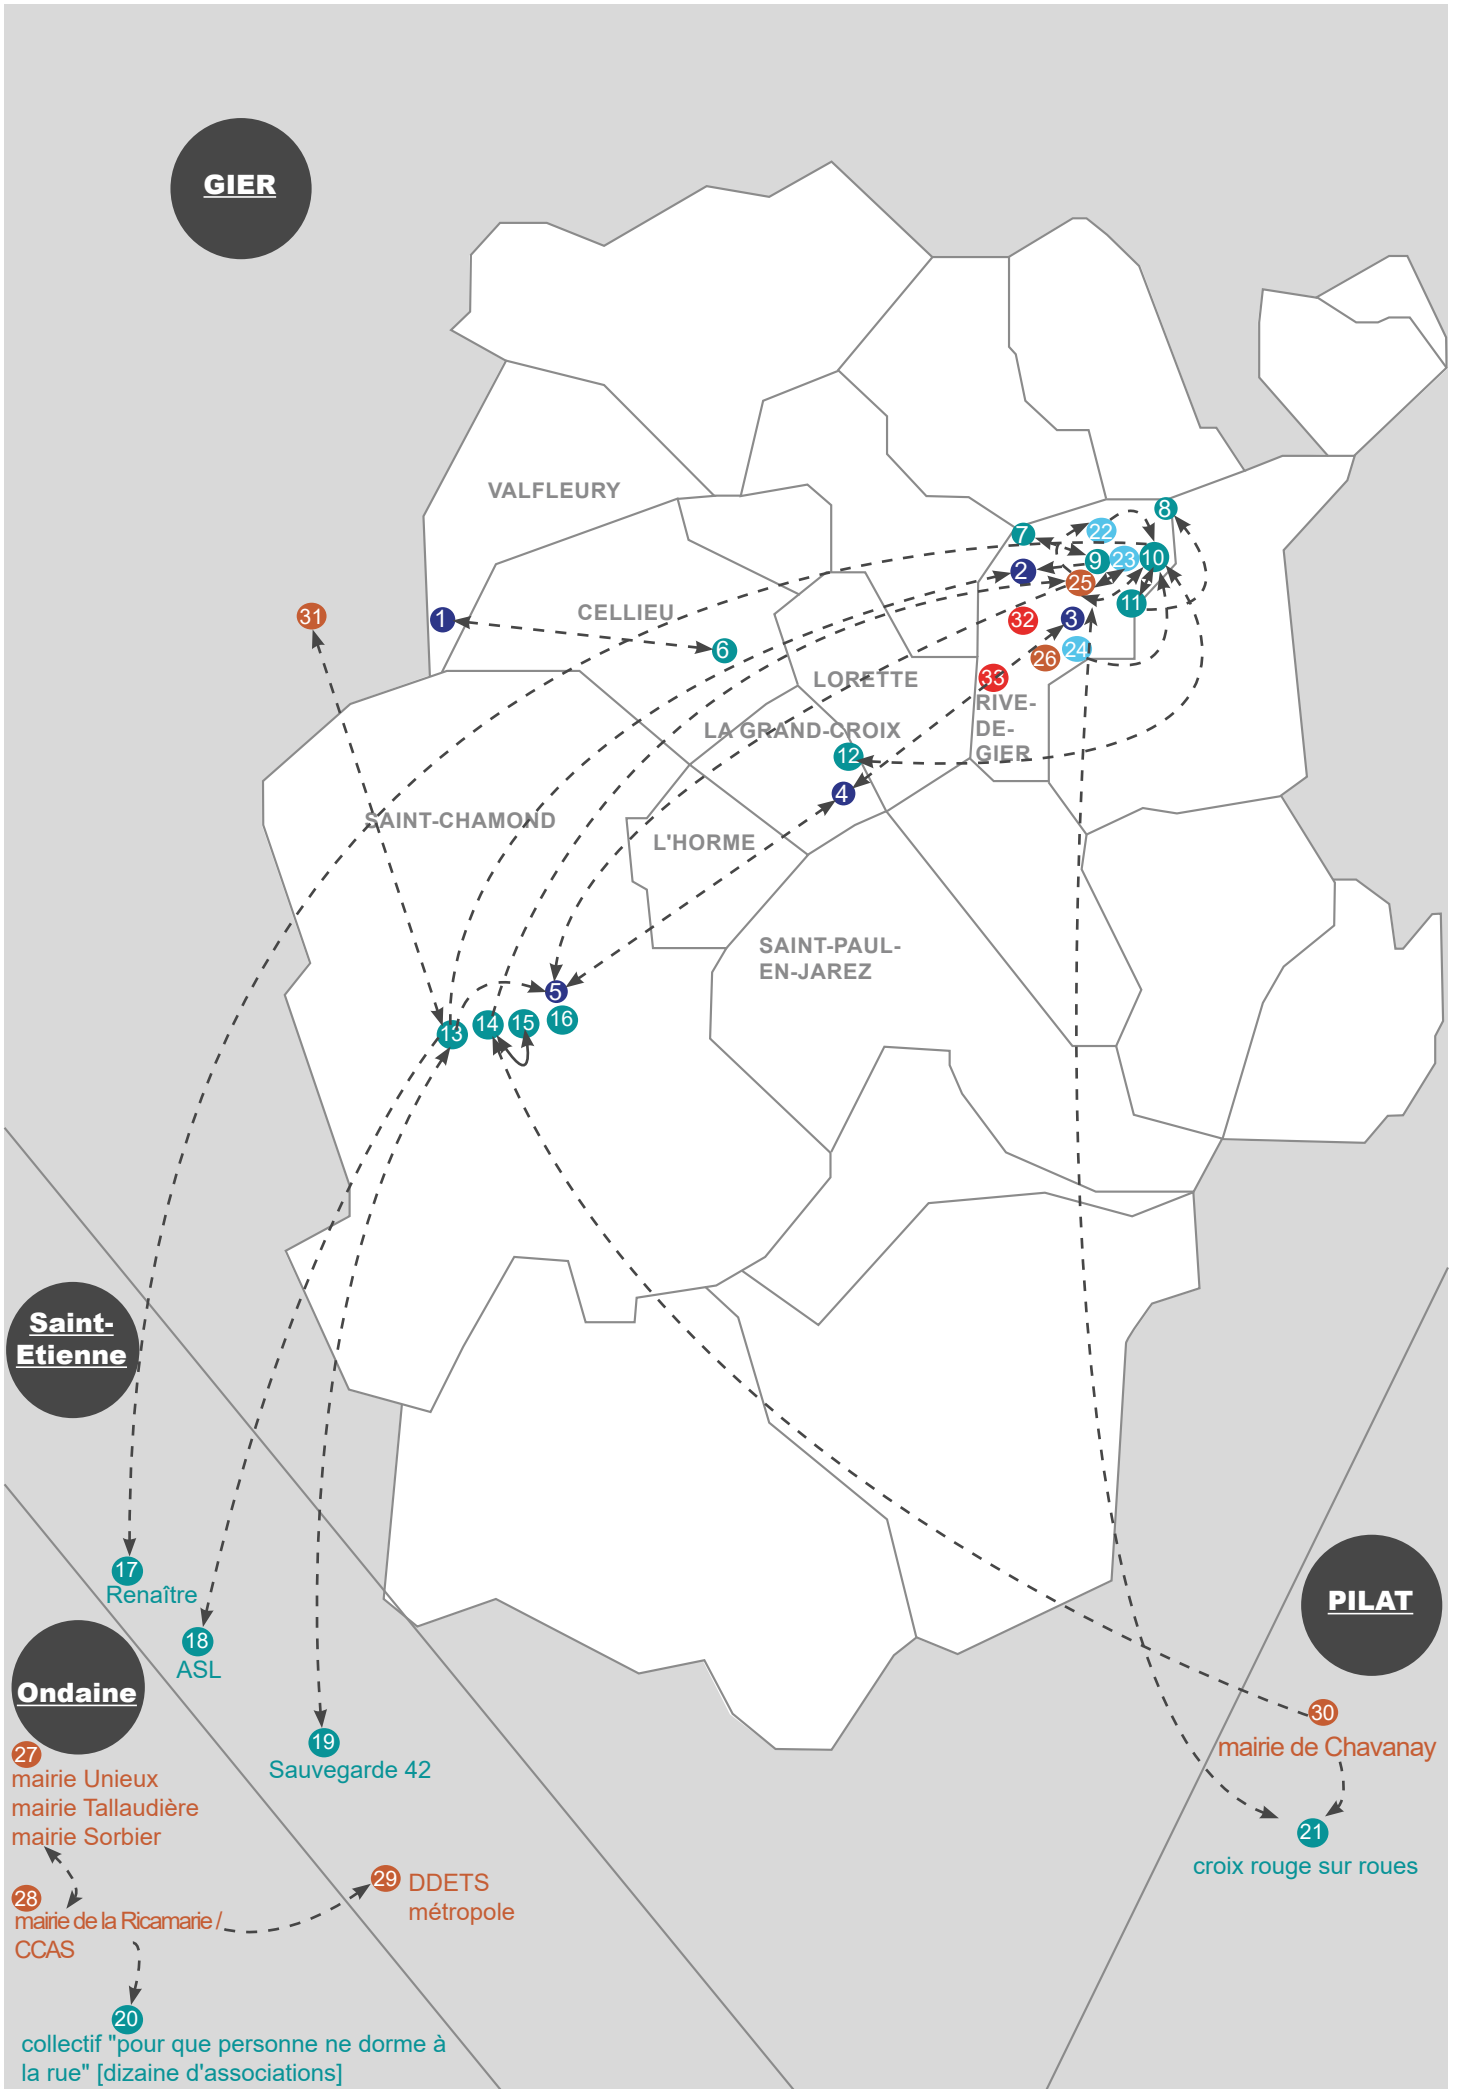 GIER
VALFLEURY
8
7
22
9
23
10
2
25
11
31
1
CELLIEU
32
3
6
24
26
LORETTE
33
RIVE-
DE-
GIER
LA GRAND-CROIX
12
4
SAINT-CHAMOND
L'HORME
SAINT-PAUL-
EN-JAREZ
5
13
14
15
16
Saint-
Etienne
17
Renaître
18
ASL
PILAT
Ondaine
30
mairie de Chavanay
19
Sauvegarde 42
27
mairie Unieux
mairie Tallaudière
mairie Sorbier
21
croix rouge sur roues
29
DDETS
métropole
28
mairie de la Ricamarie /
CCAS
20
collectif "pour que personne ne dorme à
la rue" [dizaine d'associations]